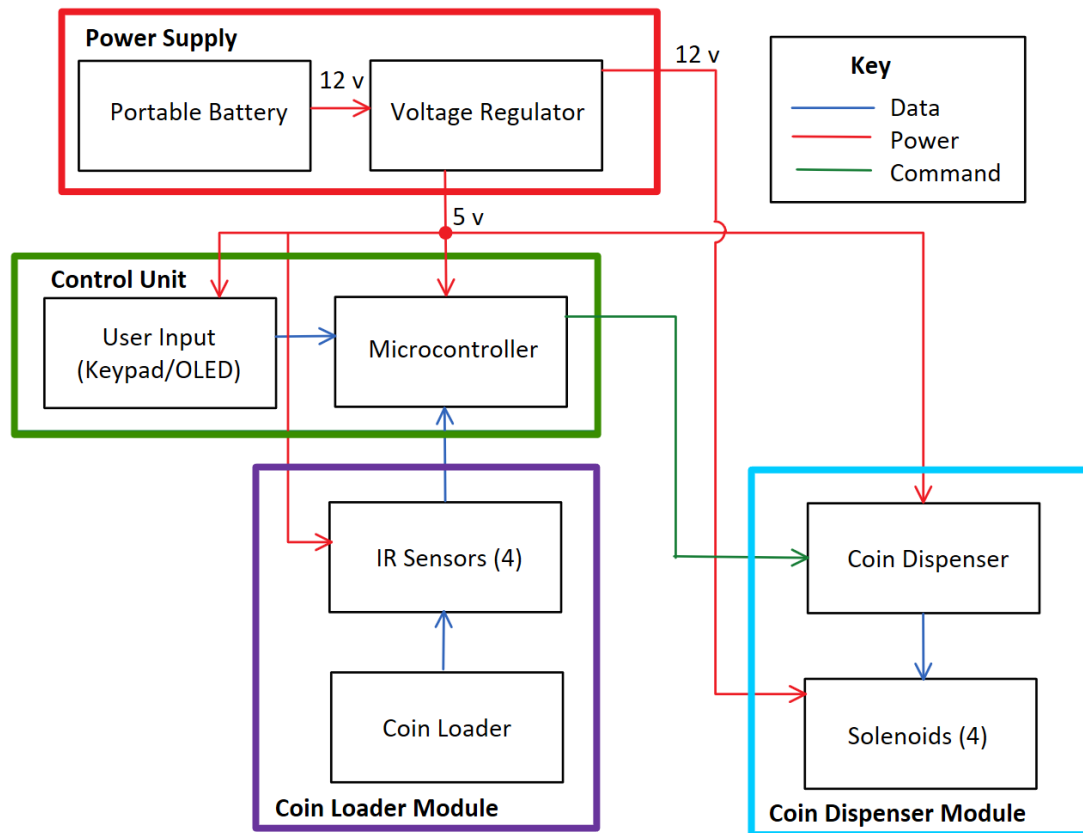 Power Supply
Portable Battery
12 v
Voltage Regulator
12 v
Key
Data
Power
Command
5 v
Control Unit
User Input
(Keypad/OLED)
Microcontroller
IR Sensors (4)
Coin Loader
Coin Loader Module
Coin Dispenser
Solenoids (4)
Coin Dispenser Module